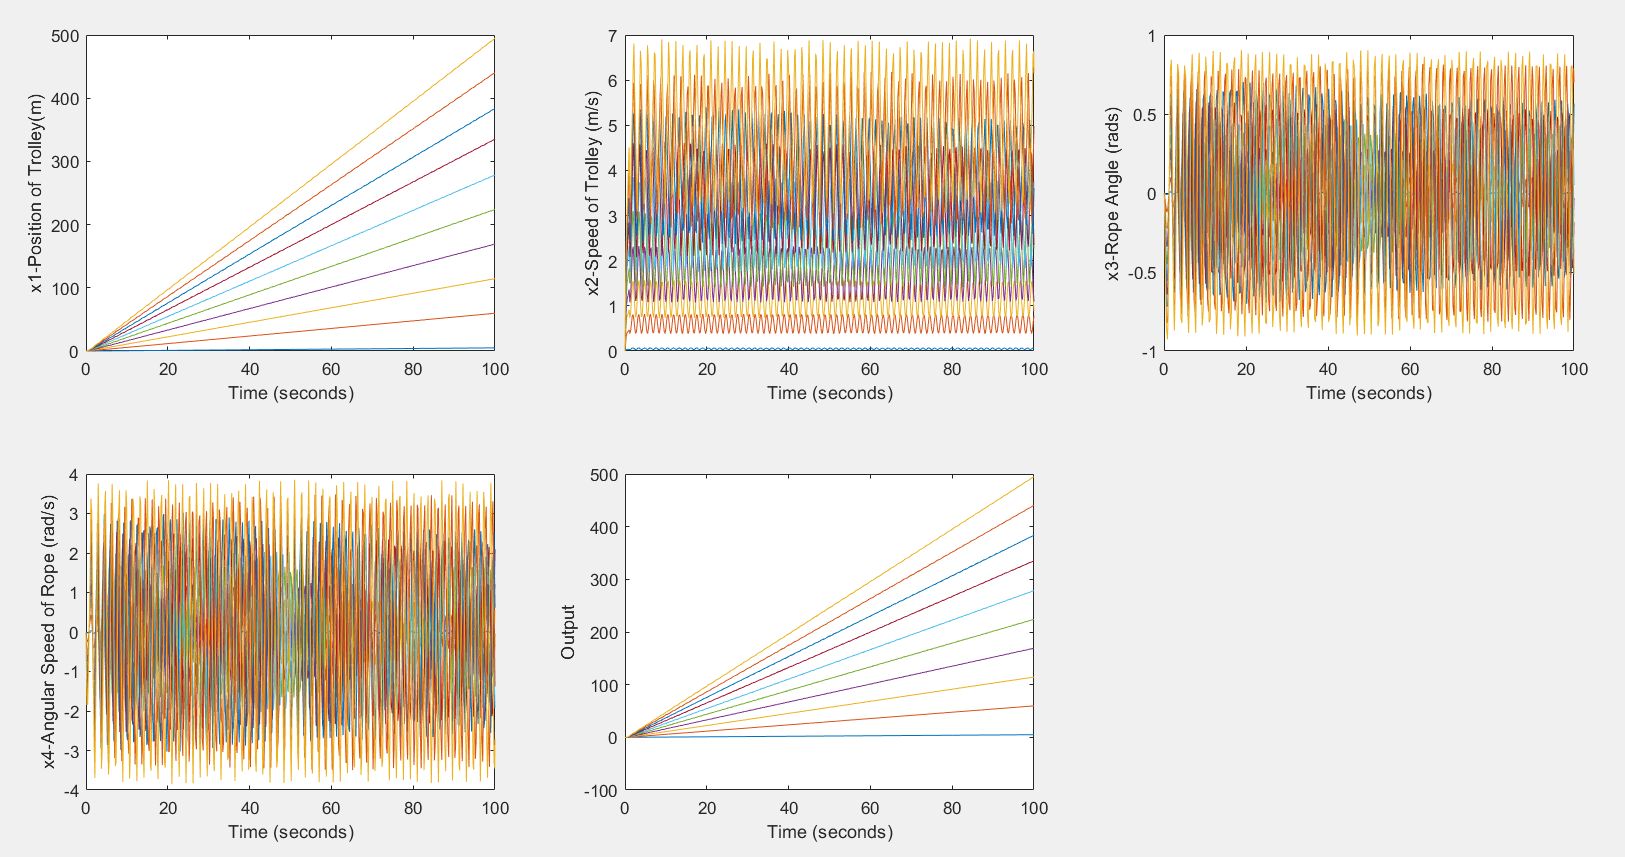 x1-Position of Trolley(m)
500
400
300
200
100
0
0 20 40 60 80 100
Time (seconds)
x2-Speed of Trolley (m/s)
7
6
5
4
3
2
1
0
0 20 40 60 80 100
Time (seconds)
x3-Rope Angle (rads)
1
0.5
0
-0.5
-1
0 20 40 60 80 100
Time (seconds)
x4-Angular Speed of Rope (rad/s)
4
3
2
1
0
-1
-2
-3
-4
0 20 40 60 80 100
Time (seconds)
Output
500
400
300
200
100
0
-100
0 20 40 60 80 100
Time (seconds)